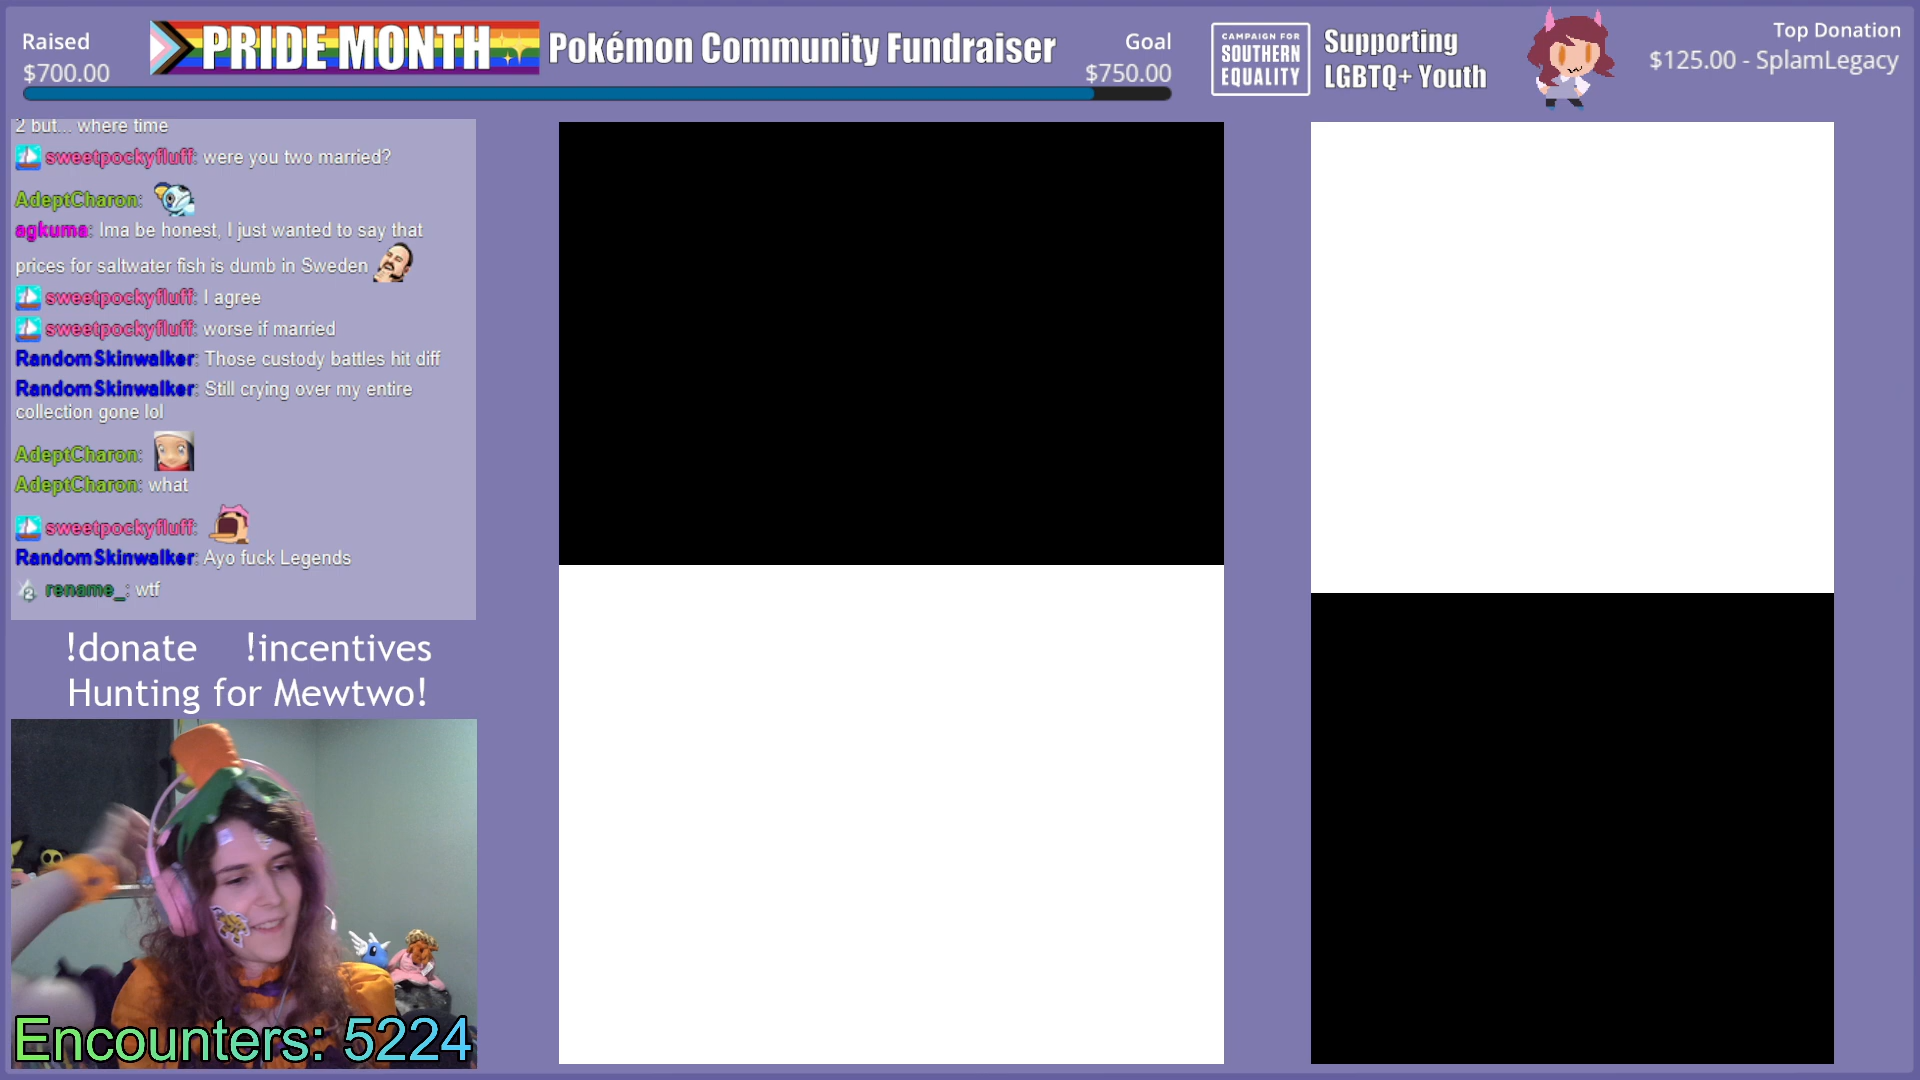 Raised
$700.00
PRIDE MONTH
Pokémon Community Fundraiser
Goal
$750.00
CAMPAIGN FOR
SOUTHERN
EQUALITY
Supporting
LGBTQ+ Youth
Top Donation
$125.00 - SplamLegacy
2 but... where time
sweetpockyfluff: were you two married?
AdeptCharon:
agkuma: Ima be honest, I just wanted to say that
prices for saltwater fish is dumb in Sweden
sweetpockyfluff: I agree
sweetpockyfluff: worse if married
RandomSkinwalker: Those custody battles hit diff
RandomSkinwalker: Still crying over my entire
collection gone lol
AdeptCharon:
AdeptCharon: what
sweetpockyfluff:
RandomSkinwalker: Ayo fuck Legends
2 rename_: wtf
!donate !incentives
Hunting for Mewtwo!
Encounters: 5224